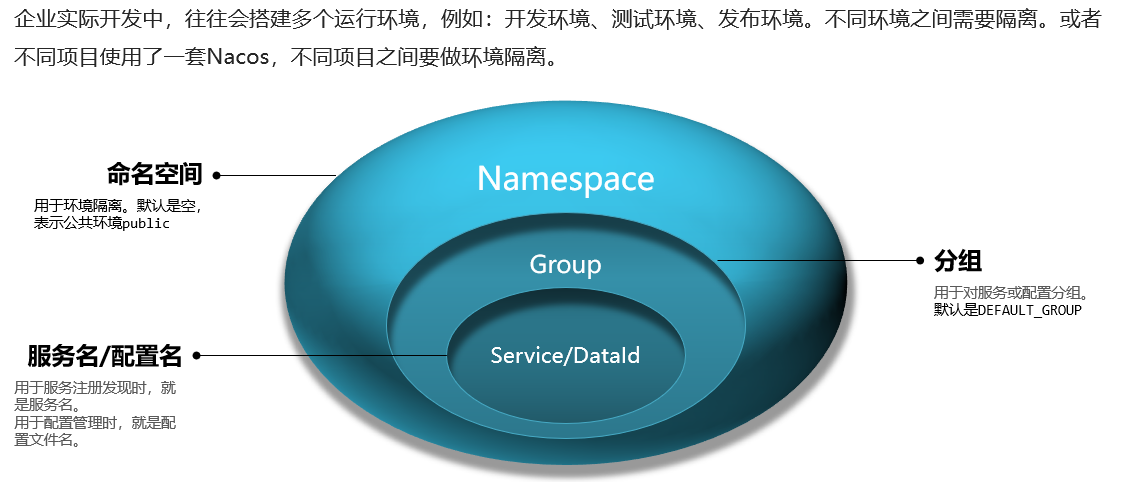 企业实际开发中，往往会搭建多个运行环境，例如：开发环境、测试环境、发布环境。不同环境之间需要隔离。或者
不同项目使用了一套Nacos，不同项目之间要做环境隔离。
命名空间
用于环境隔离。默认是空，
表示公共环境public
Namespace
Group
分组
用于对服务或配置分组。
默认是DEFAULT_GROUP
服务名/配置名
用于服务注册发现时，就
是服务名。
用于配置管理时，就是配
置文件名。
Service/DataId